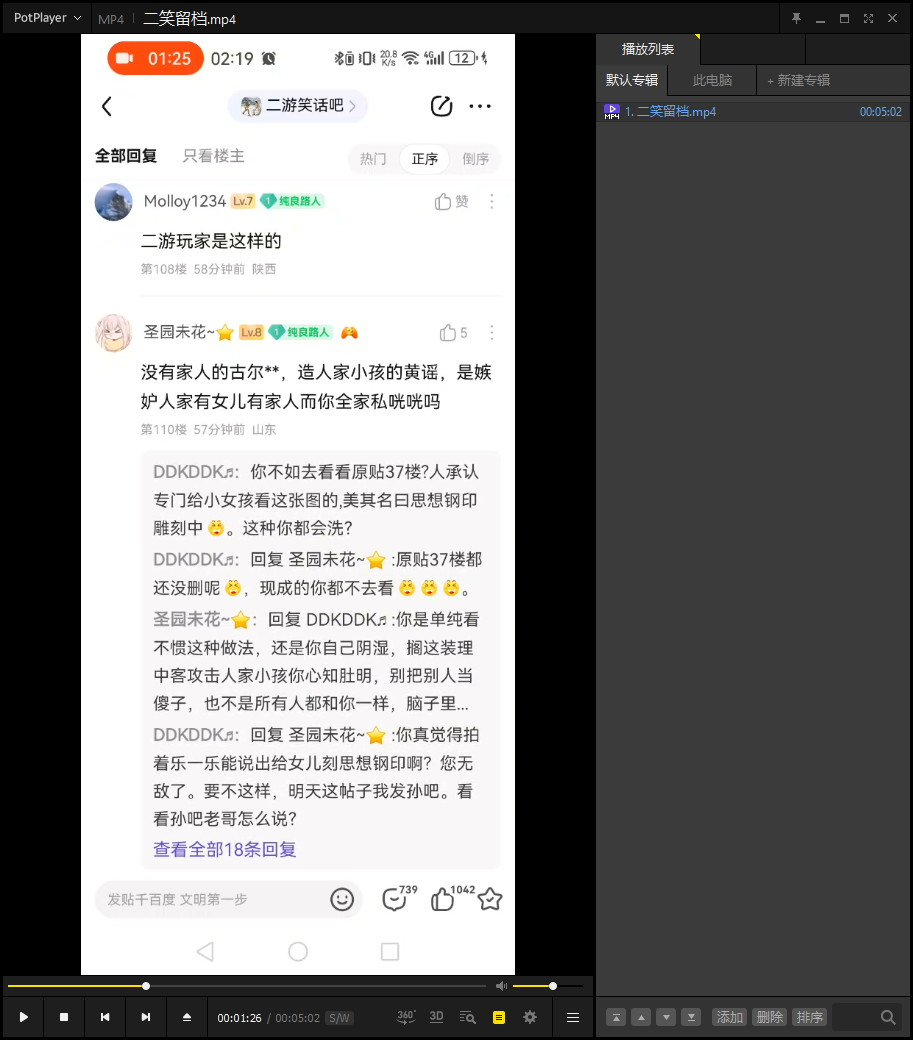 PotPlayer
MP4
二笑留档.mp4
01:25
02:19
20.8
K/s
4G
12
二游笑话吧
全部回复
只看楼主
热门
正序
倒序
Molloy1234 Lv.7 1 纯良路人
赞
二游玩家是这样的
第108楼 58分钟前 陕西
圣园未花~⭐ Lv.8 1 纯良路人
5
没有家人的古尔**，造人家小孩的黄谣，是嫉
妒人家有女儿有家人而你全家私咣咣吗
第110楼 57分钟前 山东
DDKDDK♬: 你不如去看看原贴37楼?人承认
专门给小女孩看这张图的,美其名曰思想钢印
雕刻中。这种你都会洗?
DDKDDK♬: 回复 圣园未花~⭐ :原贴37楼都
还没删呢，现成的你都不去看。
圣园未花~⭐: 回复 DDKDDK♬ :你是单纯看
不惯这种做法，还是你自己阴湿，搁这装理
中客攻击人家小孩你心知肚明，别把别人当
傻子，也不是所有人都和你一样，脑子里...
DDKDDK♬: 回复 圣园未花~⭐ :你真觉得拍
着乐一乐能说出给女儿刻思想钢印啊? 您无
敌了。要不这样，明天这帖子我发孙吧。看
看孙吧老哥怎么说?
查看全部18条回复
发贴千百度 文明第一步
739
1042
00:01:26 / 00:05:02 S/W
360°
3D
播放列表
默认专辑
此电脑
+ 新建专辑
MP4
1. 二笑留档.mp4
00:05:02
添加
删除
排序